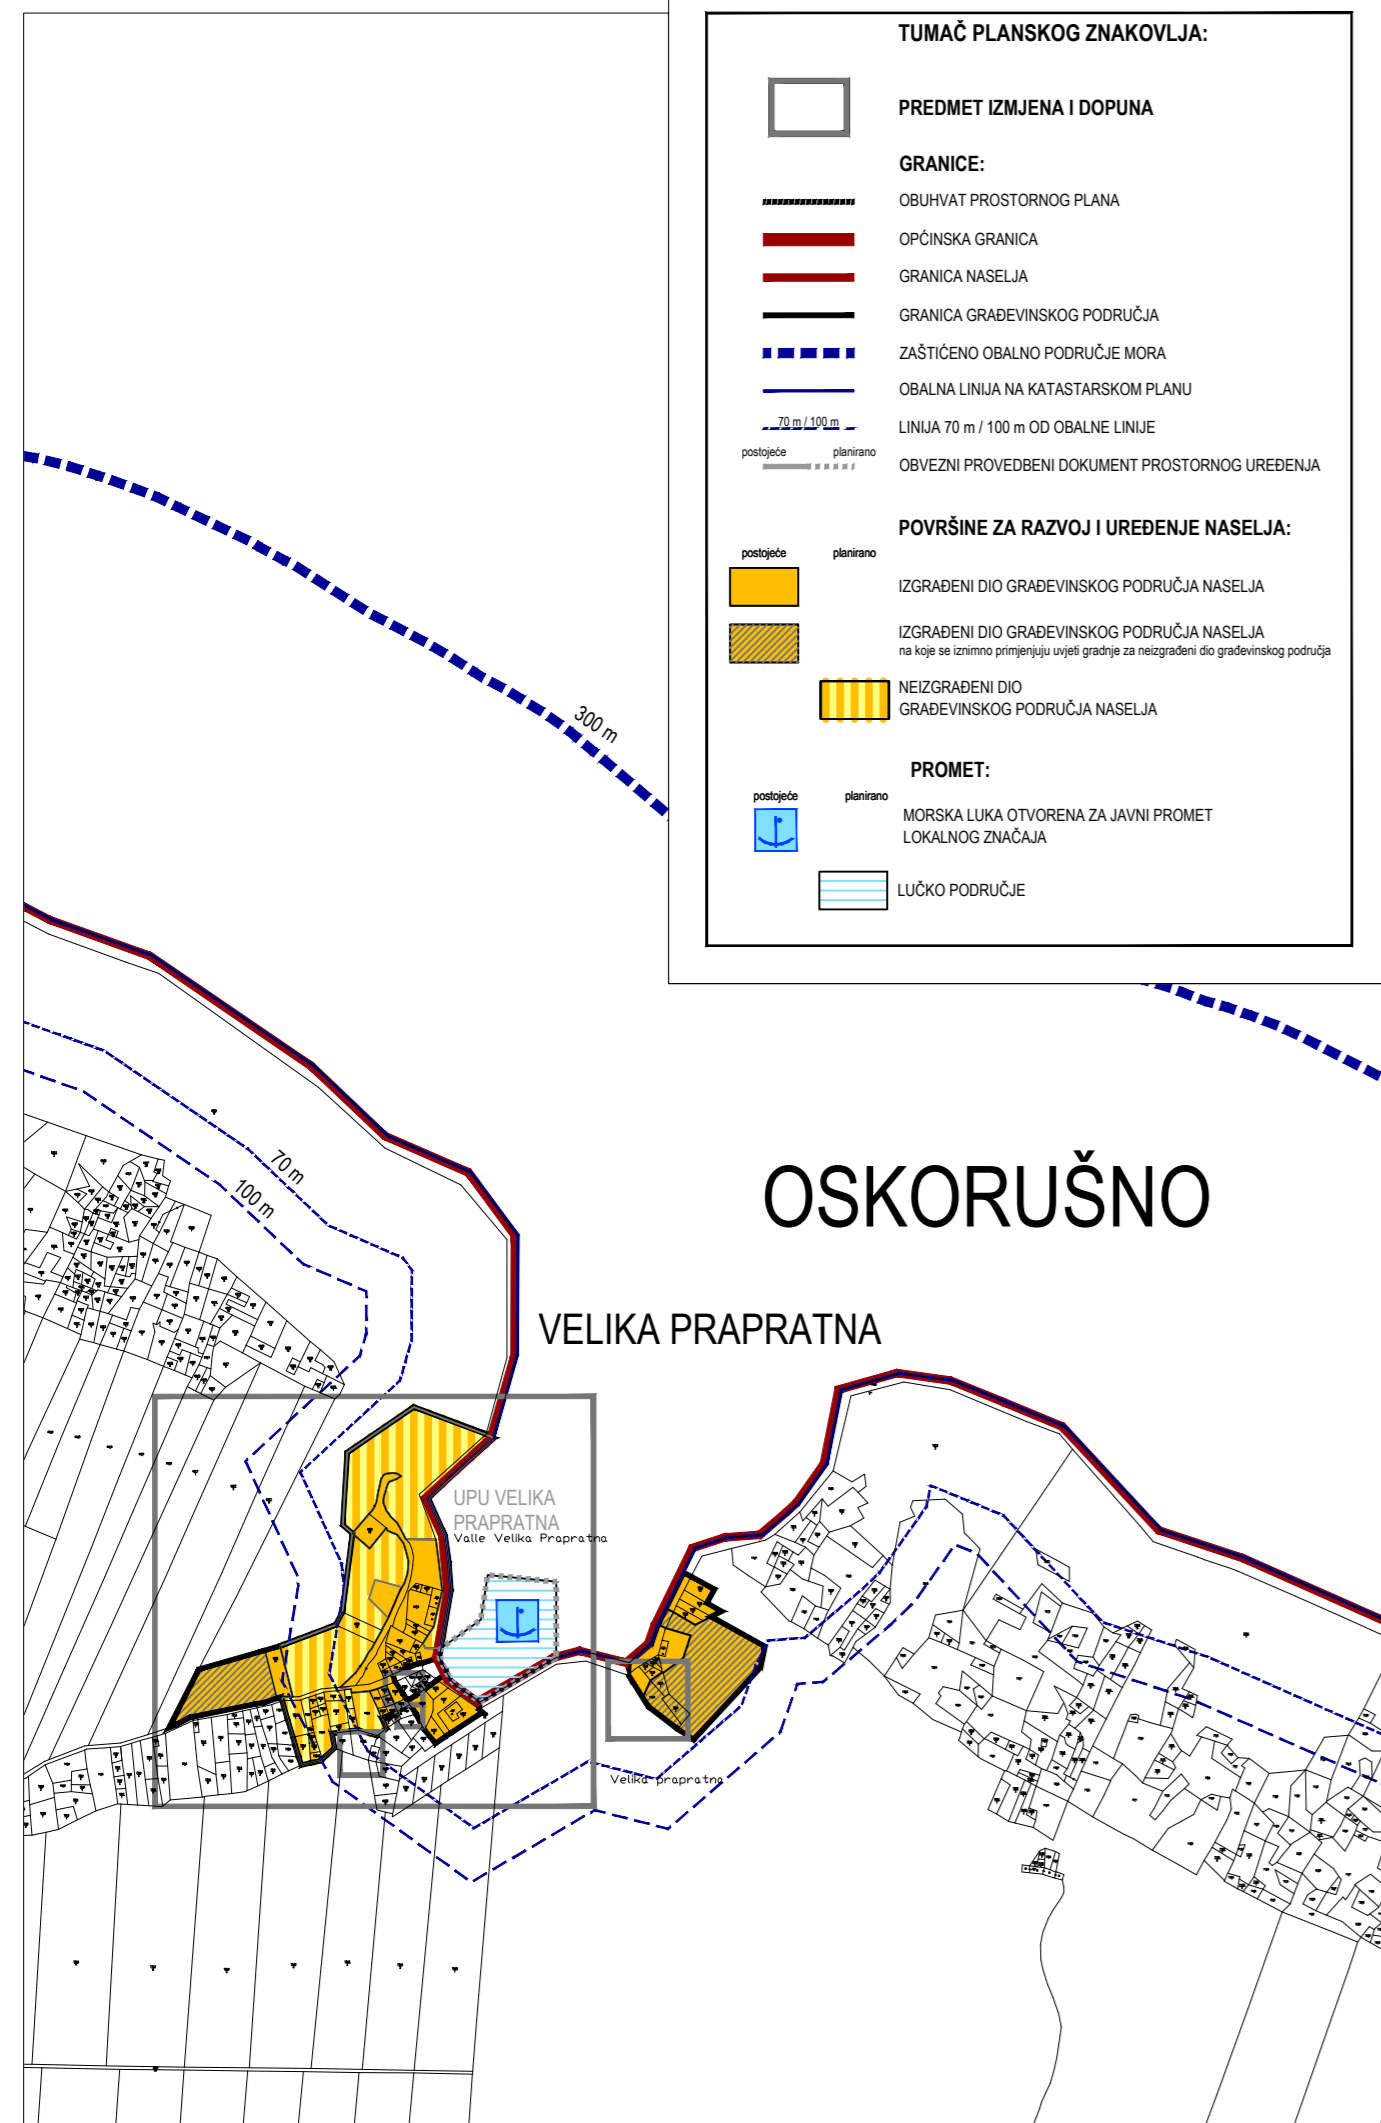 TUMAČ PLANSKOG ZNAKOVLJA:
PREDMET IZMJENA I DOPUNA
GRANICE:
OBUHVAT PROSTORNOG PLANA
OPĆINSKA GRANICA
GRANICA NASELJA
GRANICA GRAĐEVINSKOG PODRUČJA
ZAŠTIĆENO OBALNO PODRUČJE MORA
OBALNA LINIJA NA KATASTARSKOM PLANU
70 m / 100 m
LINIJA 70 m / 100 m OD OBALNE LINIJE
postojeće planirano
OBVEZNI PROVEDBENI DOKUMENT PROSTORNOG UREĐENJA
POVRŠINE ZA RAZVOJ I UREĐENJE NASELJA:
postojeće planirano
IZGRAĐENI DIO GRAĐEVINSKOG PODRUČJA NASELJA
IZGRAĐENI DIO GRAĐEVINSKOG PODRUČJA NASELJA
na koje se iznimno primjenjuju uvjeti gradnje za neizgrađeni dio građevinskog područja
NEIZGRAĐENI DIO
GRAĐEVINSKOG PODRUČJA NASELJA
PROMET:
postojeće planirano
MORSKA LUKA OTVORENA ZA JAVNI PROMET
LOKALNOG ZNAČAJA
LUČKO PODRUČJE
300 m
70 m
100 m
OSKORUŠNO
VELIKA PRAPRATNA
UPU VELIKA
PRAPRATNA
Valle Velika Prapratna
Velika prapratna